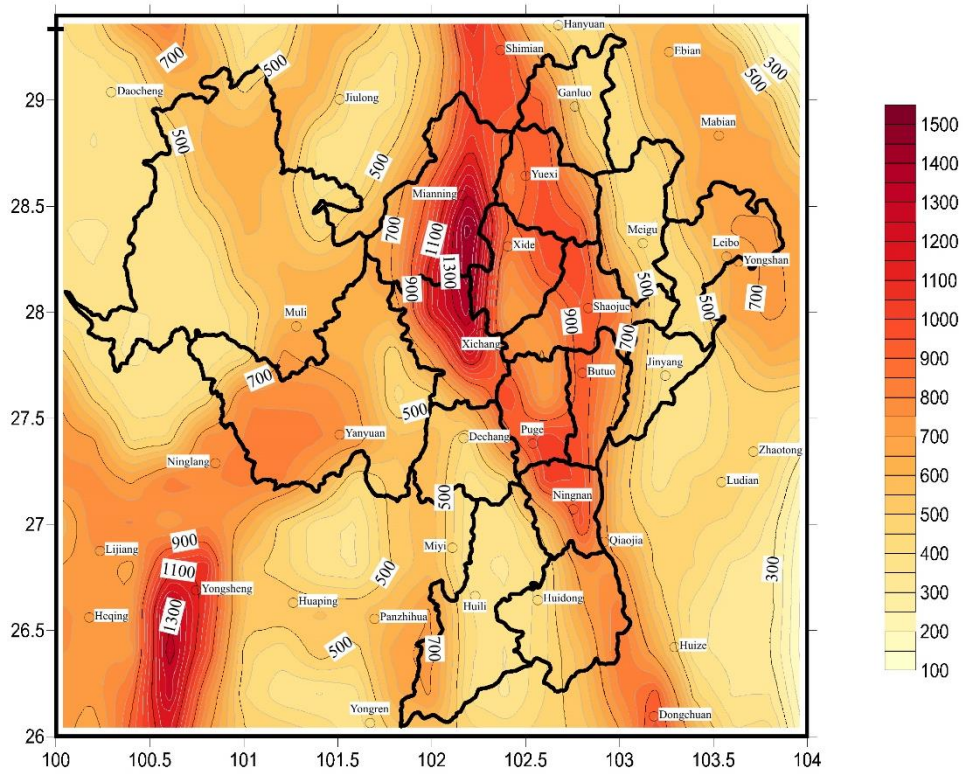 Hanyuan
Shimian
Ebian
700
500
300
500
29
Daocheng
Jiulong
Ganluo
Mabian
500
500
28.5
Mianning
Yuexi
700
1100
Xide
Meigu
Leibo
Yongshan
1300
28
900
500
500
700
Muli
Shaojue
900
700
Xichang
Jinyang
27.5
700
500
Butuo
Yanyuan
Dechang
Puge
Zhaotong
Ninglang
Ludian
500
Ningnan
27
Lijiang
900
Miyi
Qiaojia
1100
500
300
Yongsheng
Huaping
Huili
Huidong
26.5
Heqing
1300
Panzhihua
500
700
Huize
Yongren
Dongchuan
26
100
100.5
101
101.5
102
102.5
103
103.5
104
1500
1400
1300
1200
1100
1000
900
800
700
600
500
400
300
200
100